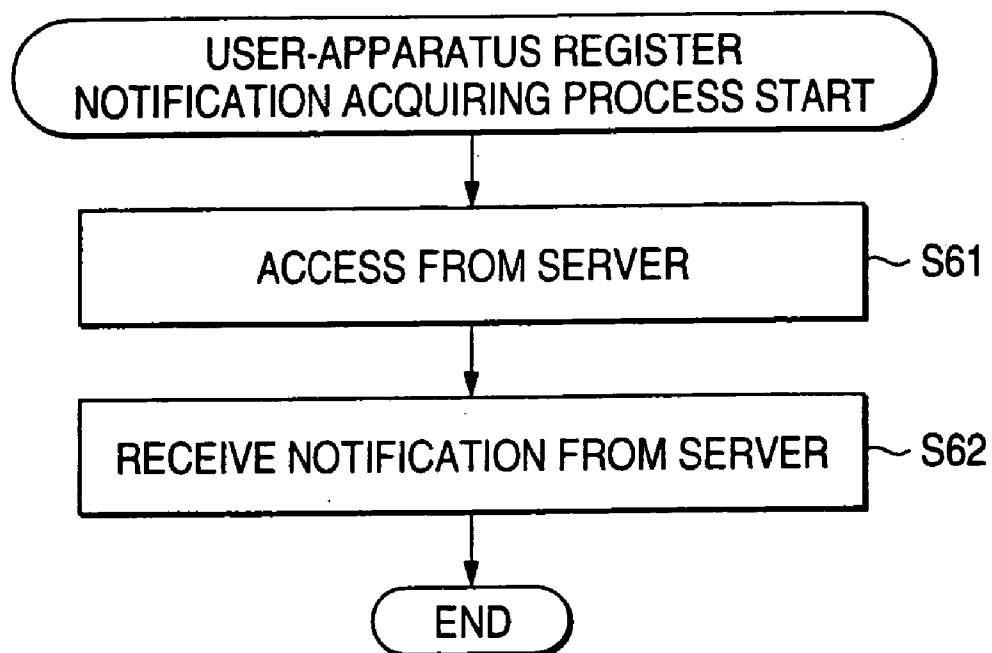 USER-APPARATUS REGISTER
NOTIFICATION ACQUIRING PROCESS START
ACCESS FROM SERVER
S61
RECEIVE NOTIFICATION FROM SERVER
S62
END